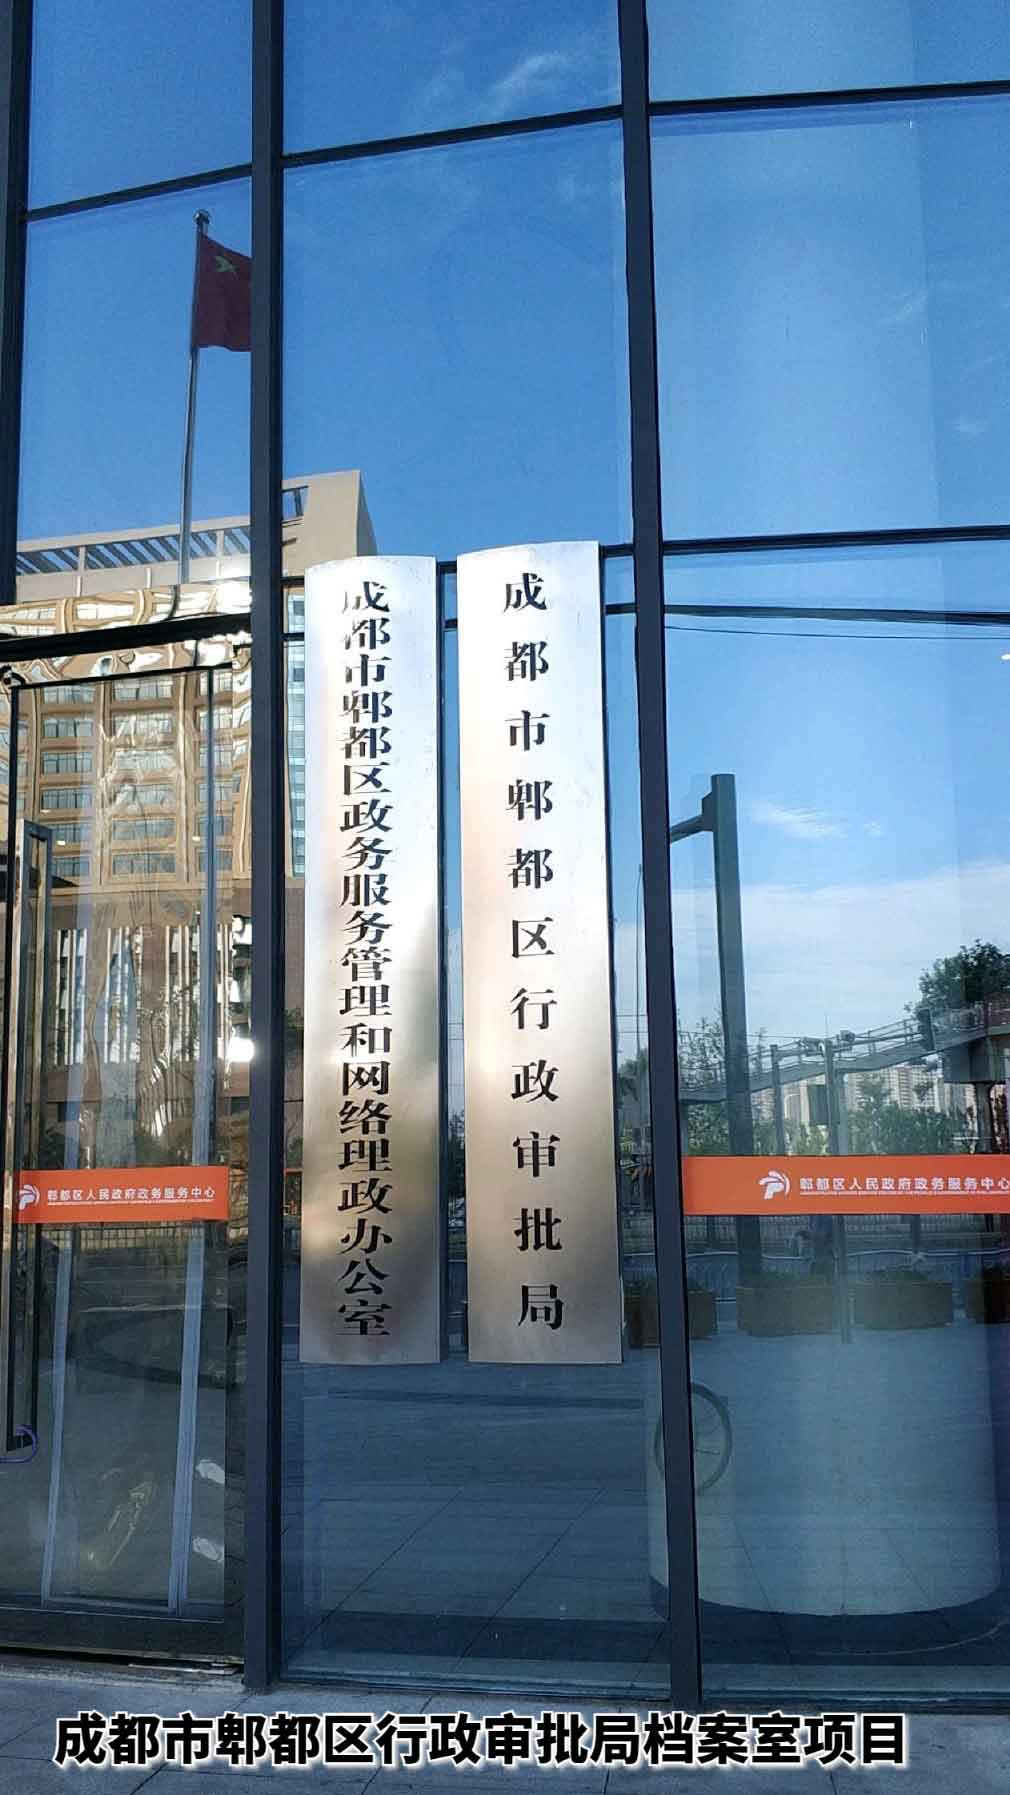 成都市郫都区政务服务管理和网络理政办公室
成都市郫都区行政审批局
郫都区人民政府政务服务中心
郫都区人民政府政务服务中心
成都市郫都区行政审批局档案室项目